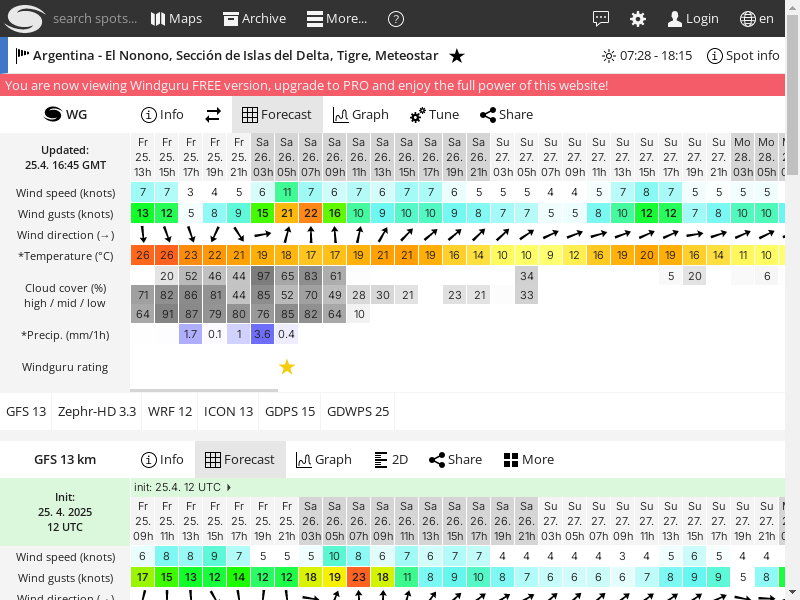 search spots...
Maps
Archive
More...
?
Login
en
Argentina - El Nonono, Sección de Islas del Delta, Tigre, Meteostar
07:28 - 18:15
Spot info
You are now viewing Windguru FREE version, upgrade to PRO and enjoy the full power of this website!
WG
Info
Forecast
Graph
Tune
Share
Updated:
25.4. 16:45 GMT
Fr Fr Fr Fr Fr Sa Sa Sa Sa Sa Sa Sa Sa Sa Sa Su Su Su Su Su Su Su Su Su Su Mo Mo
25. 25. 25. 25. 25. 26. 26. 26. 26. 26. 26. 26. 26. 26. 26. 27. 27. 27. 27. 27. 27. 27. 27. 27. 27. 28. 28.
13h 15h 17h 19h 21h 03h 05h 07h 09h 11h 13h 15h 17h 19h 21h 03h 05h 07h 09h 11h 13h 15h 17h 19h 21h 03h 05h
Wind speed (knots) 7 7 3 4 5 6 11 7 6 7 6 7 7 6 5 5 5 4 4 5 7 8 7 5 5 5 5
Wind gusts (knots) 13 12 5 8 9 15 21 22 16 10 9 10 10 9 8 7 7 5 5 8 10 12 12 7 8 10 10
Wind direction (→)
*Temperature (°C) 26 26 23 22 21 19 18 17 17 19 21 21 19 16 14 10 10 9 12 16 19 20 19 16 14 11 10
Cloud cover (%)
high / mid / low
20 52 46 44 97 65 83 61 34 5 20 6
71 82 86 81 44 85 52 70 49 28 30 21 23 21 33
64 91 87 79 80 76 85 82 64 10
*Precip. (mm/1h) 1.7 0.1 1 3.6 0.4
Windguru rating
GFS 13
Zephr-HD 3.3
WRF 12
ICON 13
GDPS 15
GDWPS 25
GFS 13 km
Info
Forecast
Graph
2D
Share
More
Init:
25. 4. 2025
12 UTC
init: 25.4. 12 UTC
Fr Fr Fr Fr Fr Fr Fr Sa Sa Sa Sa Sa Sa Sa Sa Sa Sa Su Su Su Su Su Su Su Su Su Su
25. 25. 25. 25. 25. 25. 25. 26. 26. 26. 26. 26. 26. 26. 26. 26. 26. 27. 27. 27. 27. 27. 27. 27. 27. 27. 27.
09h 11h 13h 15h 17h 19h 21h 03h 05h 07h 09h 11h 13h 15h 17h 19h 21h 03h 05h 07h 09h 11h 13h 15h 17h 19h 21h
Wind speed (knots) 6 8 8 9 7 5 5 5 10 8 6 7 6 7 7 4 4 4 4 4 3 4 5 6 5 4 4
Wind gusts (knots) 17 15 13 12 14 12 12 18 19 23 18 11 8 9 10 8 7 6 6 6 6 7 8 9 9 5 8
Wind direction (→)